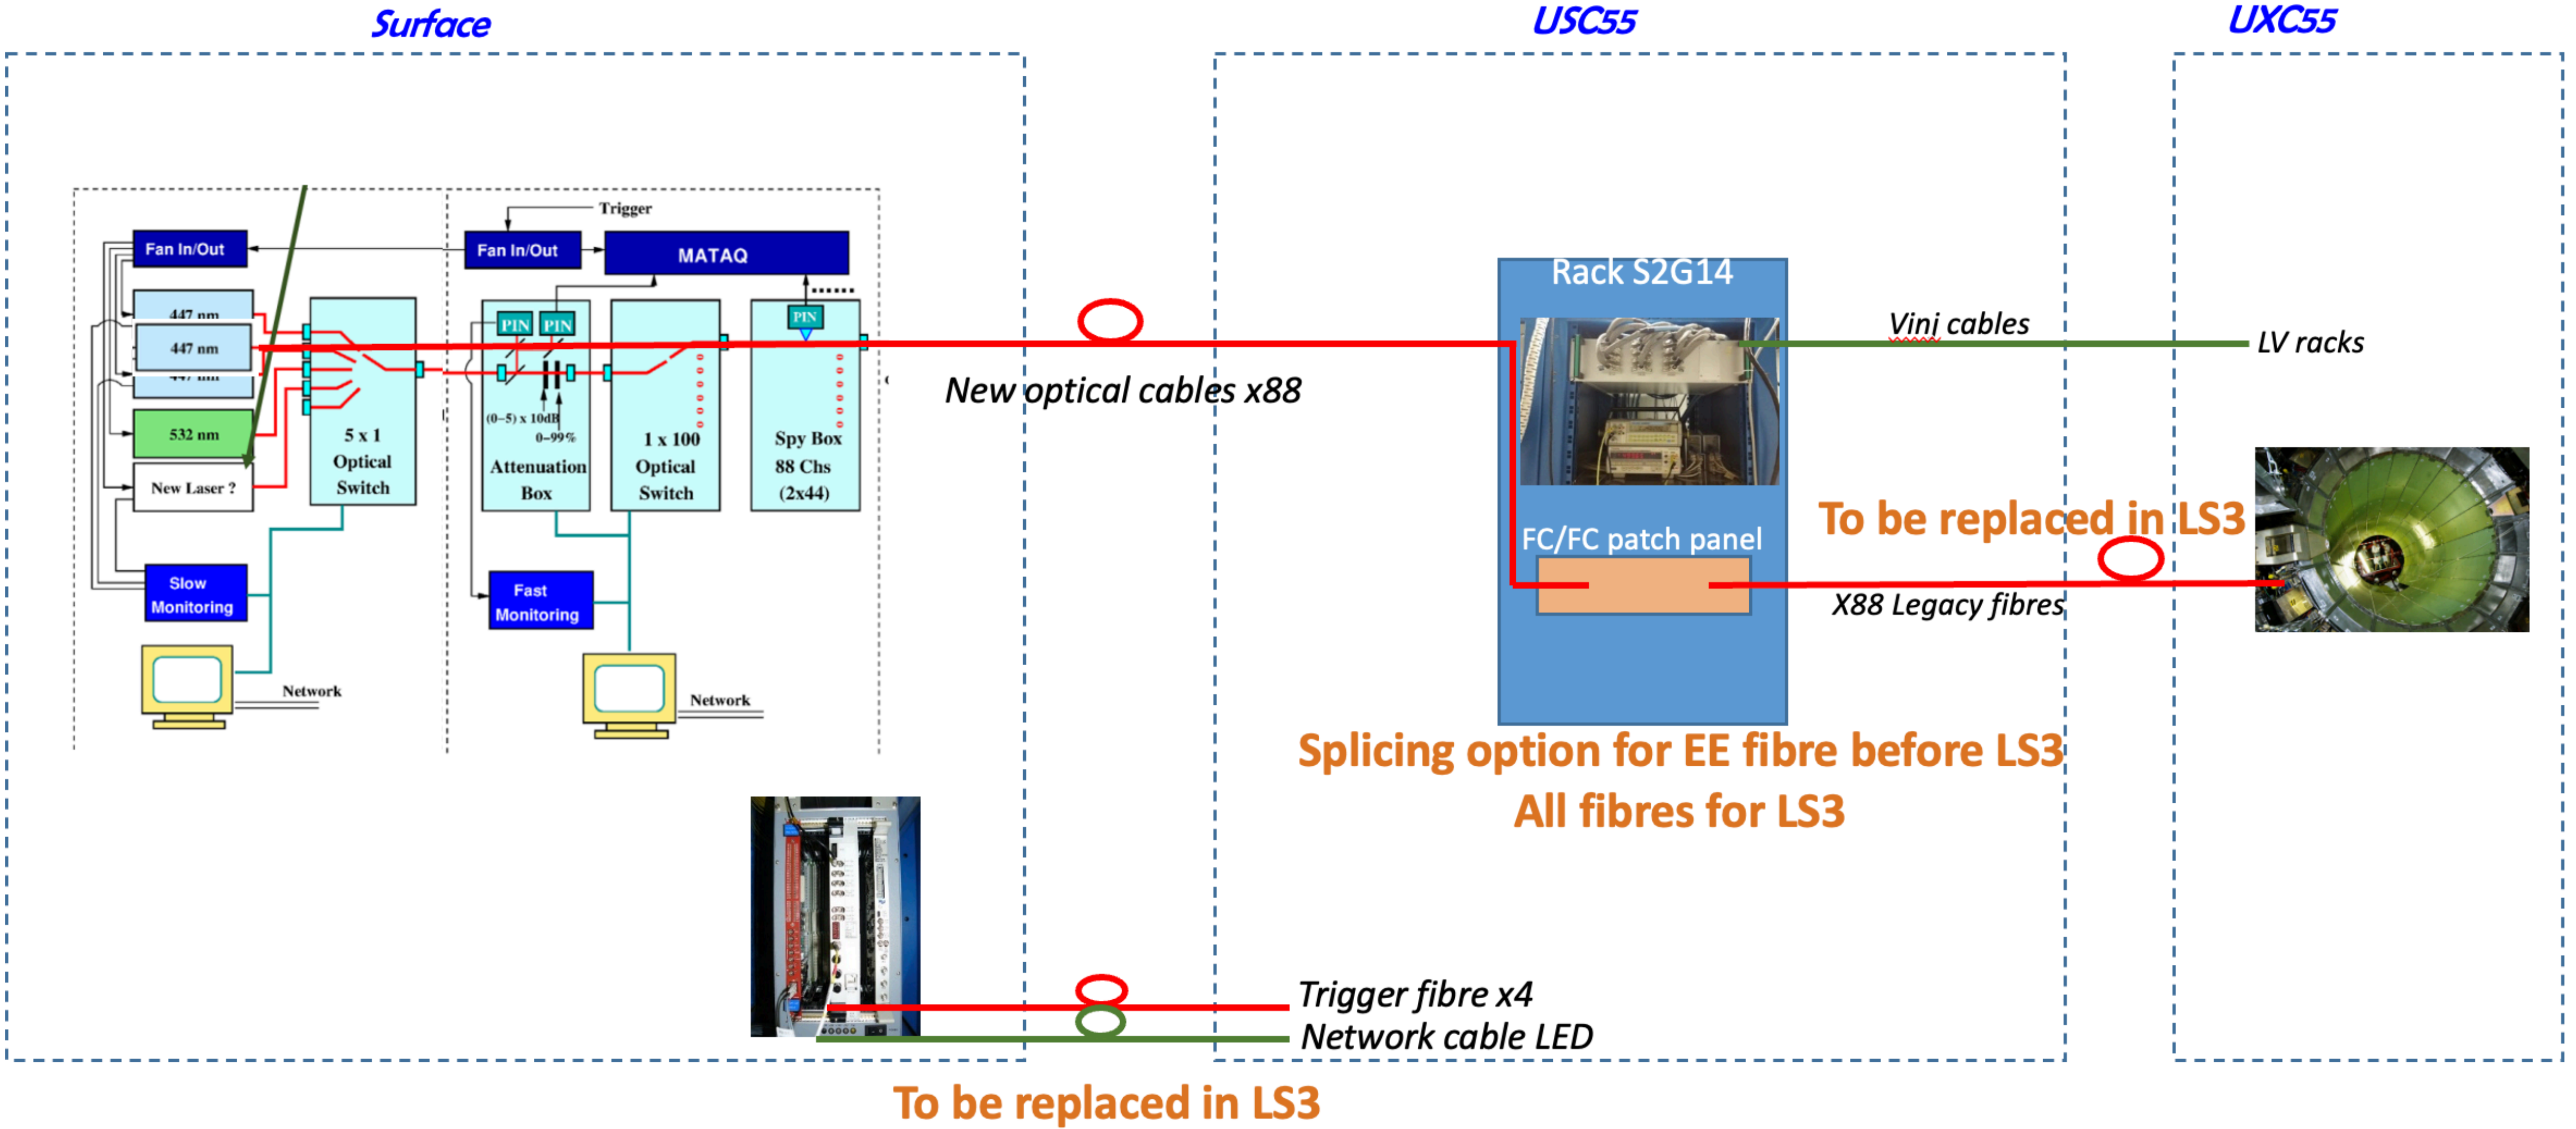 Surface
USC55
UXC55
Trigger
Fan In/Out
Fan In/Out
MATAQ
447 nm
447 nm
532 nm
New Laser ?
5 x 1
Optical
Switch
PIN
PIN
(0–5) x 10dB
0–99%
Attenuation
Box
1 x 100
Optical
Switch
PIN
......
Spy Box
88 Chs
(2x44)
Slow
Monitoring
Fast
Monitoring
Network
Network
New optical cables x88
Rack S2G14
FC/FC patch panel
Vini cables
LV racks
To be replaced in LS3
X88 Legacy fibres
Splicing option for EE fibre before LS3
All fibres for LS3
Trigger fibre x4
Network cable LED
To be replaced in LS3